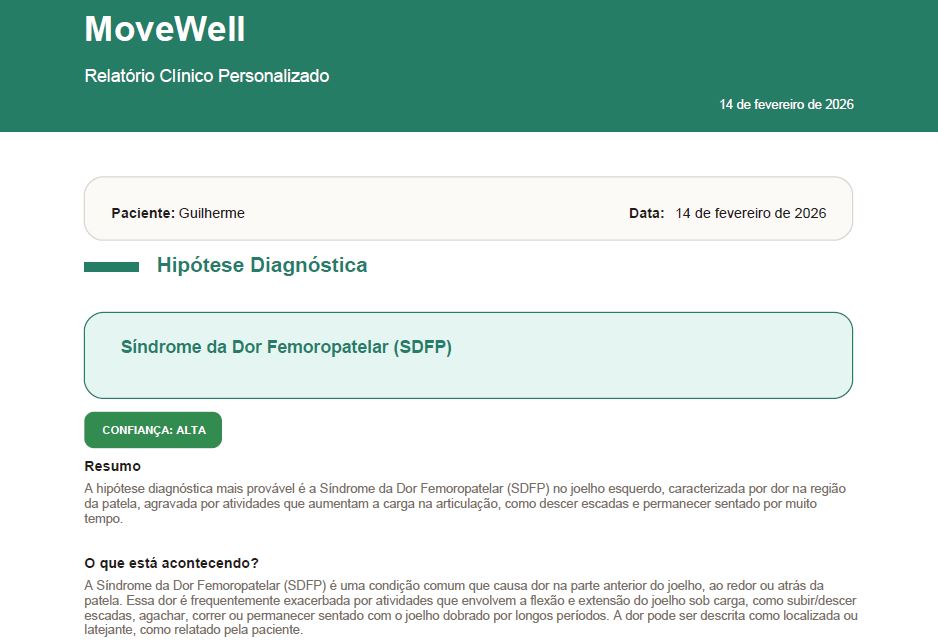 MoveWell
Relatório Clínico Personalizado
14 de fevereiro de 2026
Paciente: Guilherme
Data: 14 de fevereiro de 2026
Hipótese Diagnóstica
Síndrome da Dor Femoropatelar (SDFP)
CONFIANÇA: ALTA
Resumo
A hipótese diagnóstica mais provável é a Síndrome da Dor Femoropatelar (SDFP) no joelho esquerdo, caracterizada por dor na região
da patela, agravada por atividades que aumentam a carga na articulação, como descer escadas e permanecer sentado por muito
tempo.
O que está acontecendo?
A Síndrome da Dor Femoropatelar (SDFP) é uma condição comum que causa dor na parte anterior do joelho, ao redor ou atrás da
patela. Essa dor é frequentemente exacerbada por atividades que envolvem a flexão e extensão do joelho sob carga, como subir/descer
escadas, agachar, correr ou permanecer sentado com o joelho dobrado por longos períodos. A dor pode ser descrita como localizada ou
latejante, como relatado pela paciente.